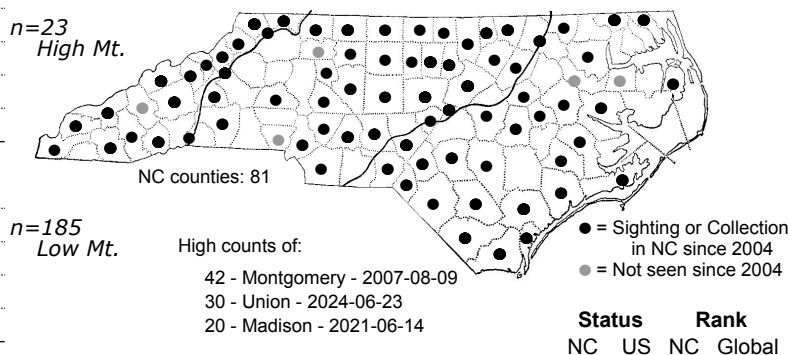 n=23
High Mt.
NC counties: 81
n=185
Low Mt.
High counts of:
42 - Montgomery - 2007-08-09
30 - Union - 2024-06-23
20 - Madison - 2021-06-14
● = Sighting or Collection
in NC since 2004
● = Not seen since 2004
Status Rank
NC US NC Global